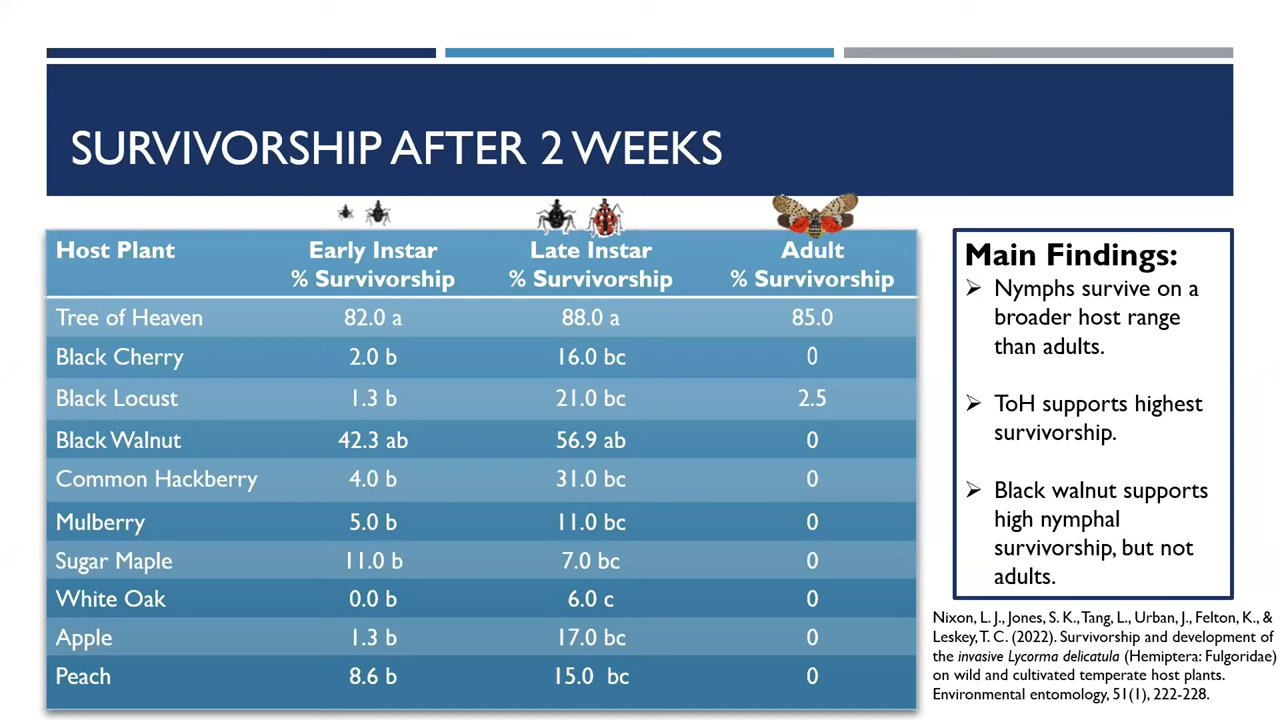 SURVIVORSHIP AFTER 2 WEEKS
Host Plant Early Instar % Survivorship Late Instar % Survivorship Adult % Survivorship
Tree of Heaven 82.0 a 88.0 a 85.0
Black Cherry 2.0 b 16.0 bc 0
Black Locust 1.3 b 21.0 bc 2.5
Black Walnut 42.3 ab 56.9 ab 0
Common Hackberry 4.0 b 31.0 bc 0
Mulberry 5.0 b 11.0 bc 0
Sugar Maple 11.0 b 7.0 bc 0
White Oak 0.0 b 6.0 c 0
Apple 1.3 b 17.0 bc 0
Peach 8.6 b 15.0 bc 0
Main Findings:
➢ Nymphs survive on a
broader host range
than adults.
➢ ToH supports highest
survivorship.
➢ Black walnut supports
high nymphal
survivorship, but not
adults.
Nixon, L. J., Jones, S. K., Tang, L., Urban, J., Felton, K., &
Leskey, T. C. (2022). Survivorship and development of
the invasive Lycorma delicatula (Hemiptera: Fulgoridae)
on wild and cultivated temperate host plants.
Environmental entomology, 51(1), 222-228.